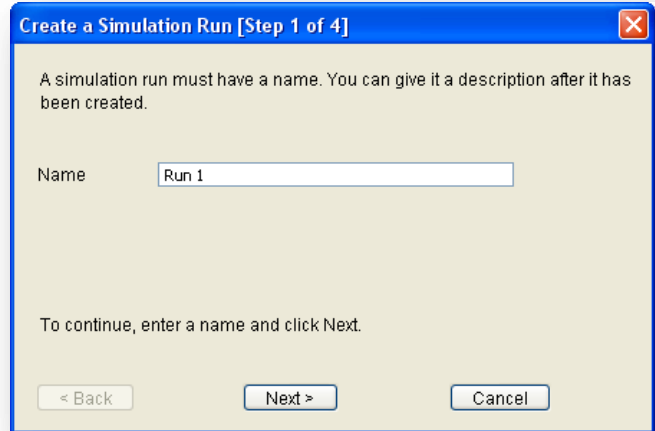 Create a Simulation Run [Step 1 of 4]
A simulation run must have a name. You can give it a description after it has
been created.
Name
Run 1
To continue, enter a name and click Next.
< Back
Next >
Cancel